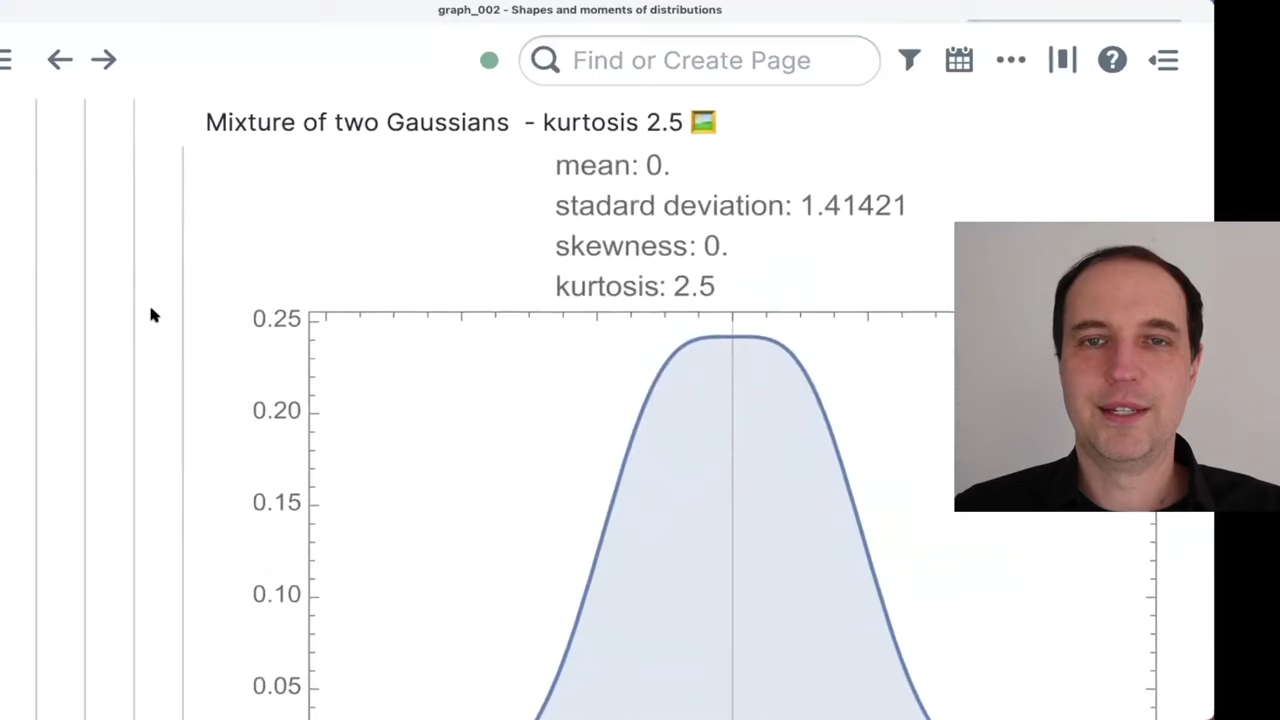 graph_002 - Shapes and moments of distributions
Find or Create Page
Mixture of two Gaussians - kurtosis 2.5
mean: 0.
stadard deviation: 1.41421
skewness: 0.
kurtosis: 2.5
0.25
0.20
0.15
0.10
0.05